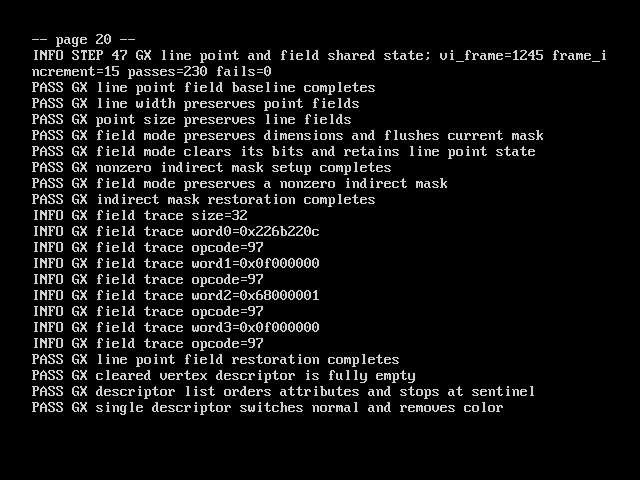 -- page 20 --
INFO STEP 47 GX line point and field shared state; vi_frame=1245 frame_i
ncrement=15 passes=230 fails=0
PASS GX line point field baseline completes
PASS GX line width preserves point fields
PASS GX point size preserves line fields
PASS GX field mode preserves dimensions and flushes current mask
PASS GX field mode clears its bits and retains line point state
PASS GX nonzero indirect mask setup completes
PASS GX field mode preserves a nonzero indirect mask
PASS GX indirect mask restoration completes
INFO GX field trace size=32
INFO GX field trace word0=0x226b220c
INFO GX field trace opcode=97
INFO GX field trace word1=0x0f000000
INFO GX field trace opcode=97
INFO GX field trace word2=0x68000001
INFO GX field trace opcode=97
INFO GX field trace word3=0x0f000000
INFO GX field trace opcode=97
PASS GX line point field restoration completes
PASS GX cleared vertex descriptor is fully empty
PASS GX descriptor list orders attributes and stops at sentinel
PASS GX single descriptor switches normal and removes color